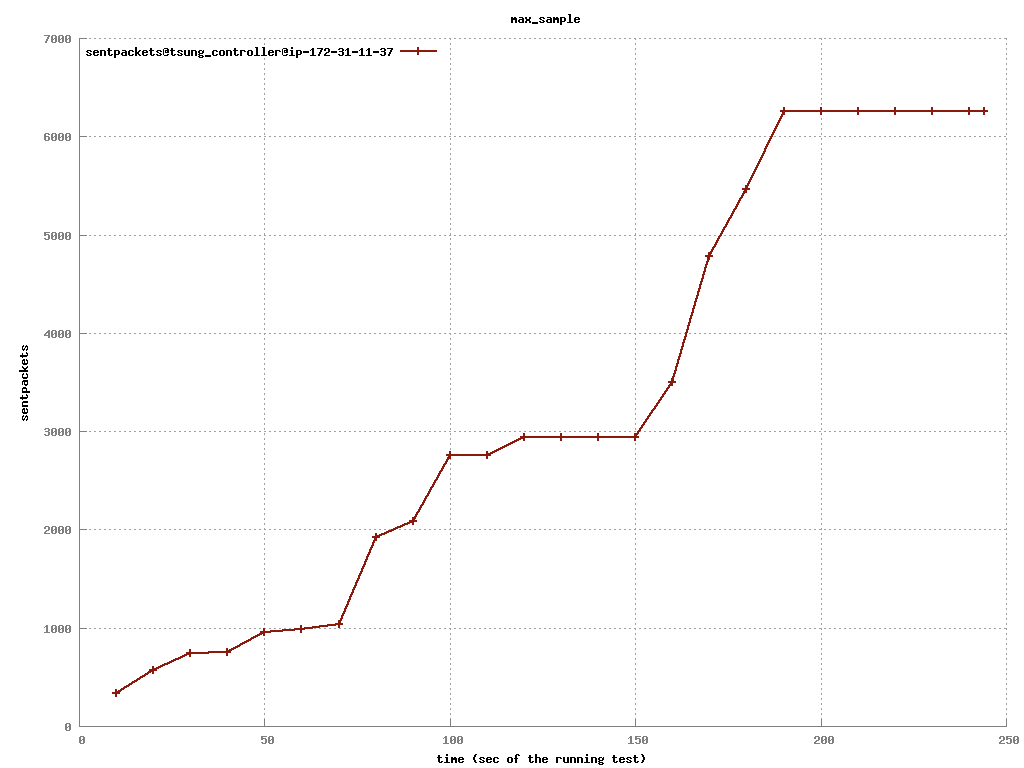 max_sample
7000
sentpackets@tsung_controller@ip-172-31-11-37
6000
5000
4000
sentpackets
3000
2000
1000
0
0 50 100 150 200 250
time (sec of the running test)